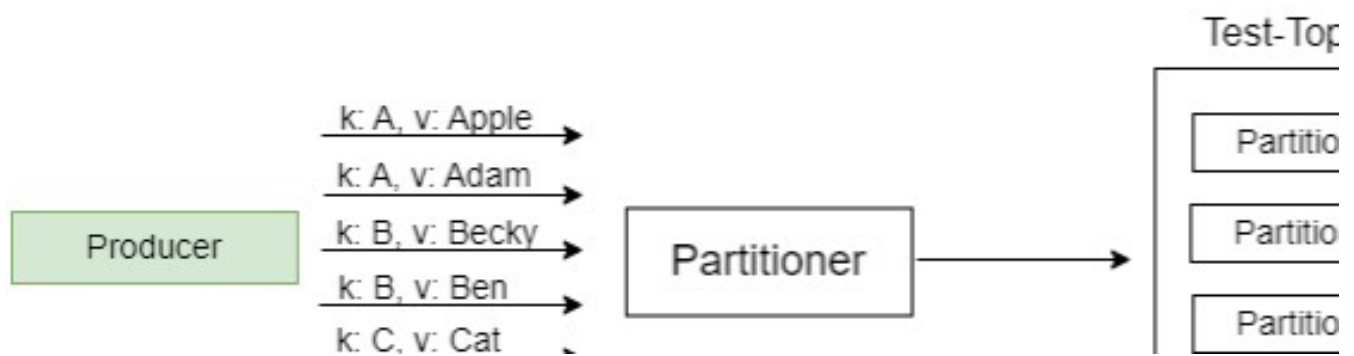 Test-Top
k: A, v: Apple
Partitio
k: A, v: Adam
k: B, v: Becky
Partitio
Producer
Partitioner
k: B, v: Ben
Partitio
k: C, v: Cat